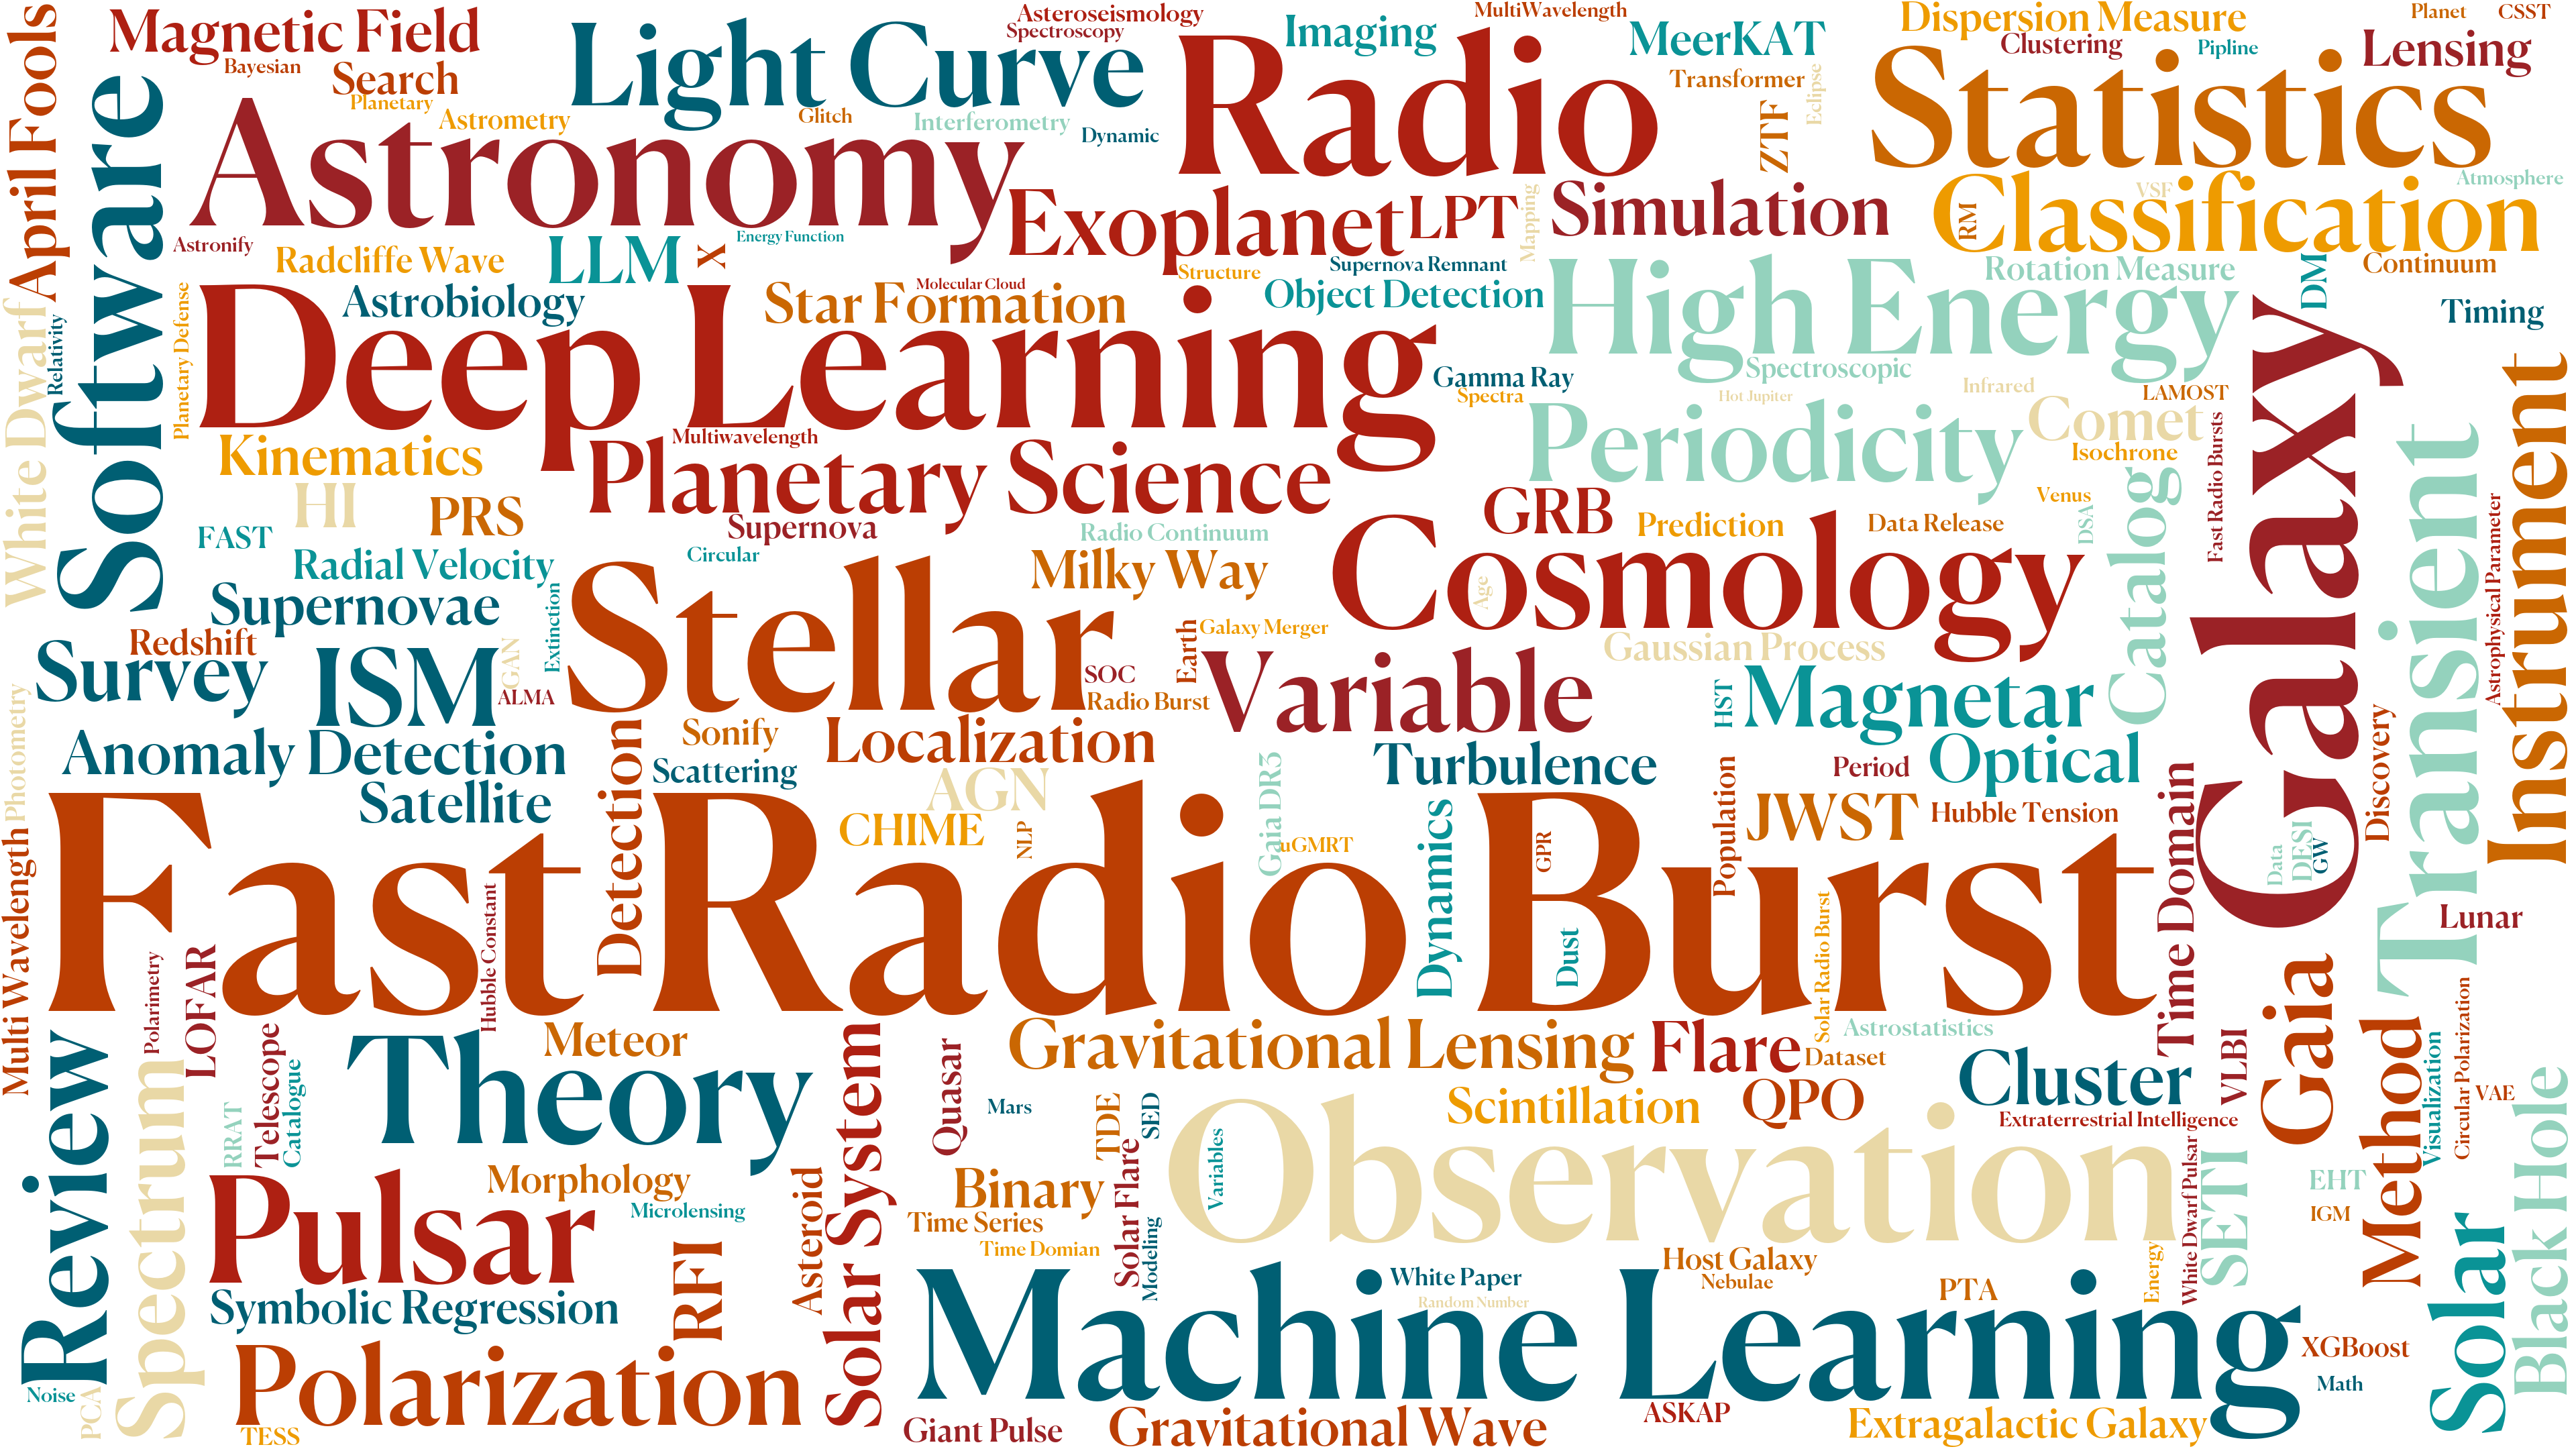 Magnetic Field
Bayesian
Search
Planetary
Astrometry
Light Curve
Glitch
Interferometry
Dynamic
Asteroseismology
Spectroscopy
Radio
Imaging
MultiWavelength
MeerKAT
Transformer
Eclipse
ZTF
Dispersion Measure
Clustering
Pipline
Statistics
Planet
CSST
Lensing
April Fools
Software
Astronomy
Exoplanet
LPT
Mapping
Simulation
Classification
VSF
RM
Atmosphere
Astronify
Radcliffe Wave
LLM
X
Energy Function
Structure
Supernova Remnant
Object Detection
High Energy
Rotation Measure
DM
Continuum
Timing
White Dwarf
Relativity
Planetary Defense
Astrobiology
Star Formation
Molecular Cloud
Deep Learning
Gamma Ray
Spectra
Spectroscopic
Hot Jupiter
Infrared
LAMOST
Periodicity
Comet
Isochrone
Kinematics
Multiwavelength
Planetary Science
HI
PRS
FAST
Supernova
Circular
Radio Continuum
GRB
Prediction
Data Release
Venus
DSA
Catalog
Fast Radio Bursts
Galaxy
Transient
Instrument
Astrophysical Parameter
Radial Velocity
Supernovae
Extinction
Stellar
Milky Way
Cosmology
Age
Gaussian Process
Redshift
Survey
ISM
GAN
ALMA
Earth
Galaxy Merger
SOC
Radio Burst
Variable
HST
Magnetar
Photometry
Anomaly Detection
Satellite
Detection
Sonify
Scattering
Localization
AGN
CHIME
NLP
Gaia DR3
uGMRT
Turbulence
Dynamics
Period
Optical
Population
JWST
Hubble Tension
GPR
Discovery
Data
DESI
GW
Multi Wavelength
Fast Radio Burst
Hubble Constant
Dust
Solar Radio Burst
Time Domain
Lunar
Polarimetry
LOFAR
Telescope
Catalogue
RRAT
Review
Spectrum
Theory
Meteor
Solar System
Quasar
Mars
Gravitational Lensing
Flare
Dataset
Astrostatistics
Cluster
VLBI
Gaia
Method
Visualization
Circular Polarization
VAE
Scintillation
QPO
Extraterrestrial Intelligence
TDE
SED
Observation
Variables
White Dwarf Pulsar
SETI
EHT
IGM
Black Hole
Solar
Pulsar
Morphology
Microlensing
Asteroid
Binary
Time Series
Time Domian
Solar Flare
Modeling
Symbolic Regression
RFI
Host Galaxy
Nebulae
White Paper
Random Number
PTA
Energy
Machine Learning
XGBoost
Math
Noise
PCA
Polarization
TESS
Giant Pulse
Gravitational Wave
ASKAP
Extragalactic Galaxy